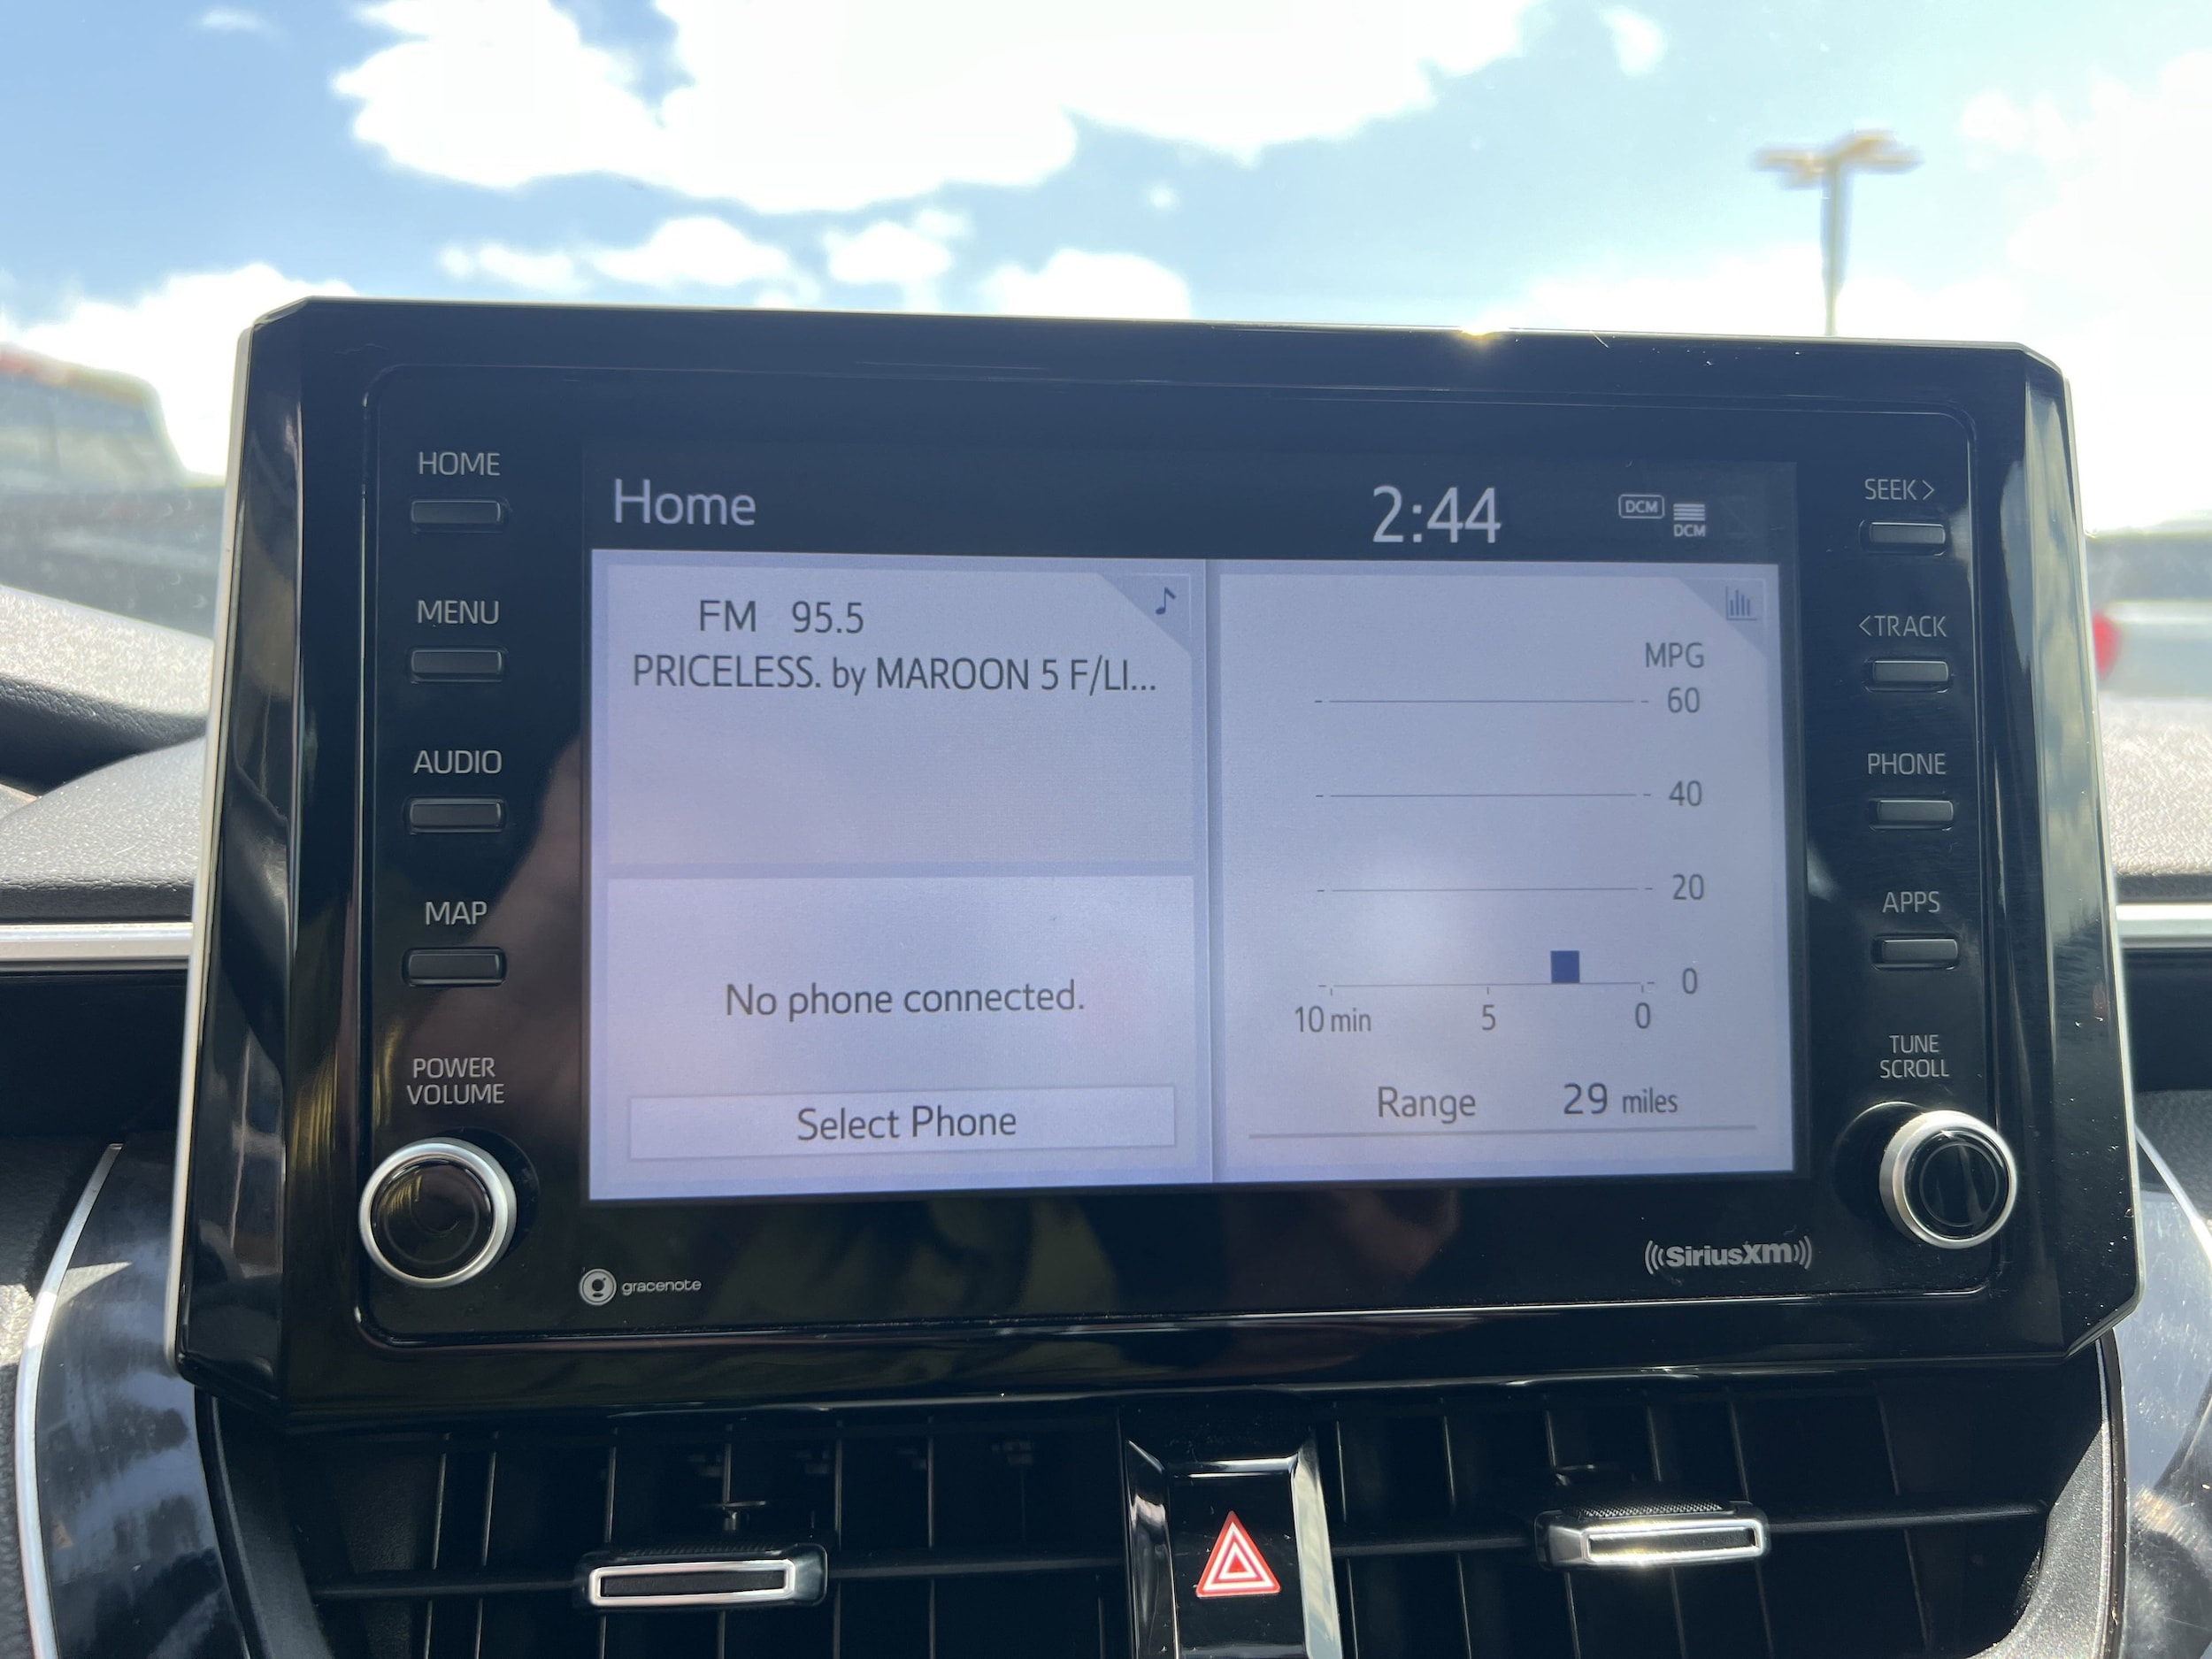 HOME
MENU
AUDIO
MAP
POWER
VOLUME
Home
2:44
DCM
DCM
FM 95.5
PRICELESS. by MAROON 5 F/LI...
No phone connected.
Select Phone
MPG
60
40
20
0
10 min 5 0
Range 29 miles
SEEK>
<TRACK
PHONE
APPS
TUNE
SCROLL
gracenote
((SiriusXM))